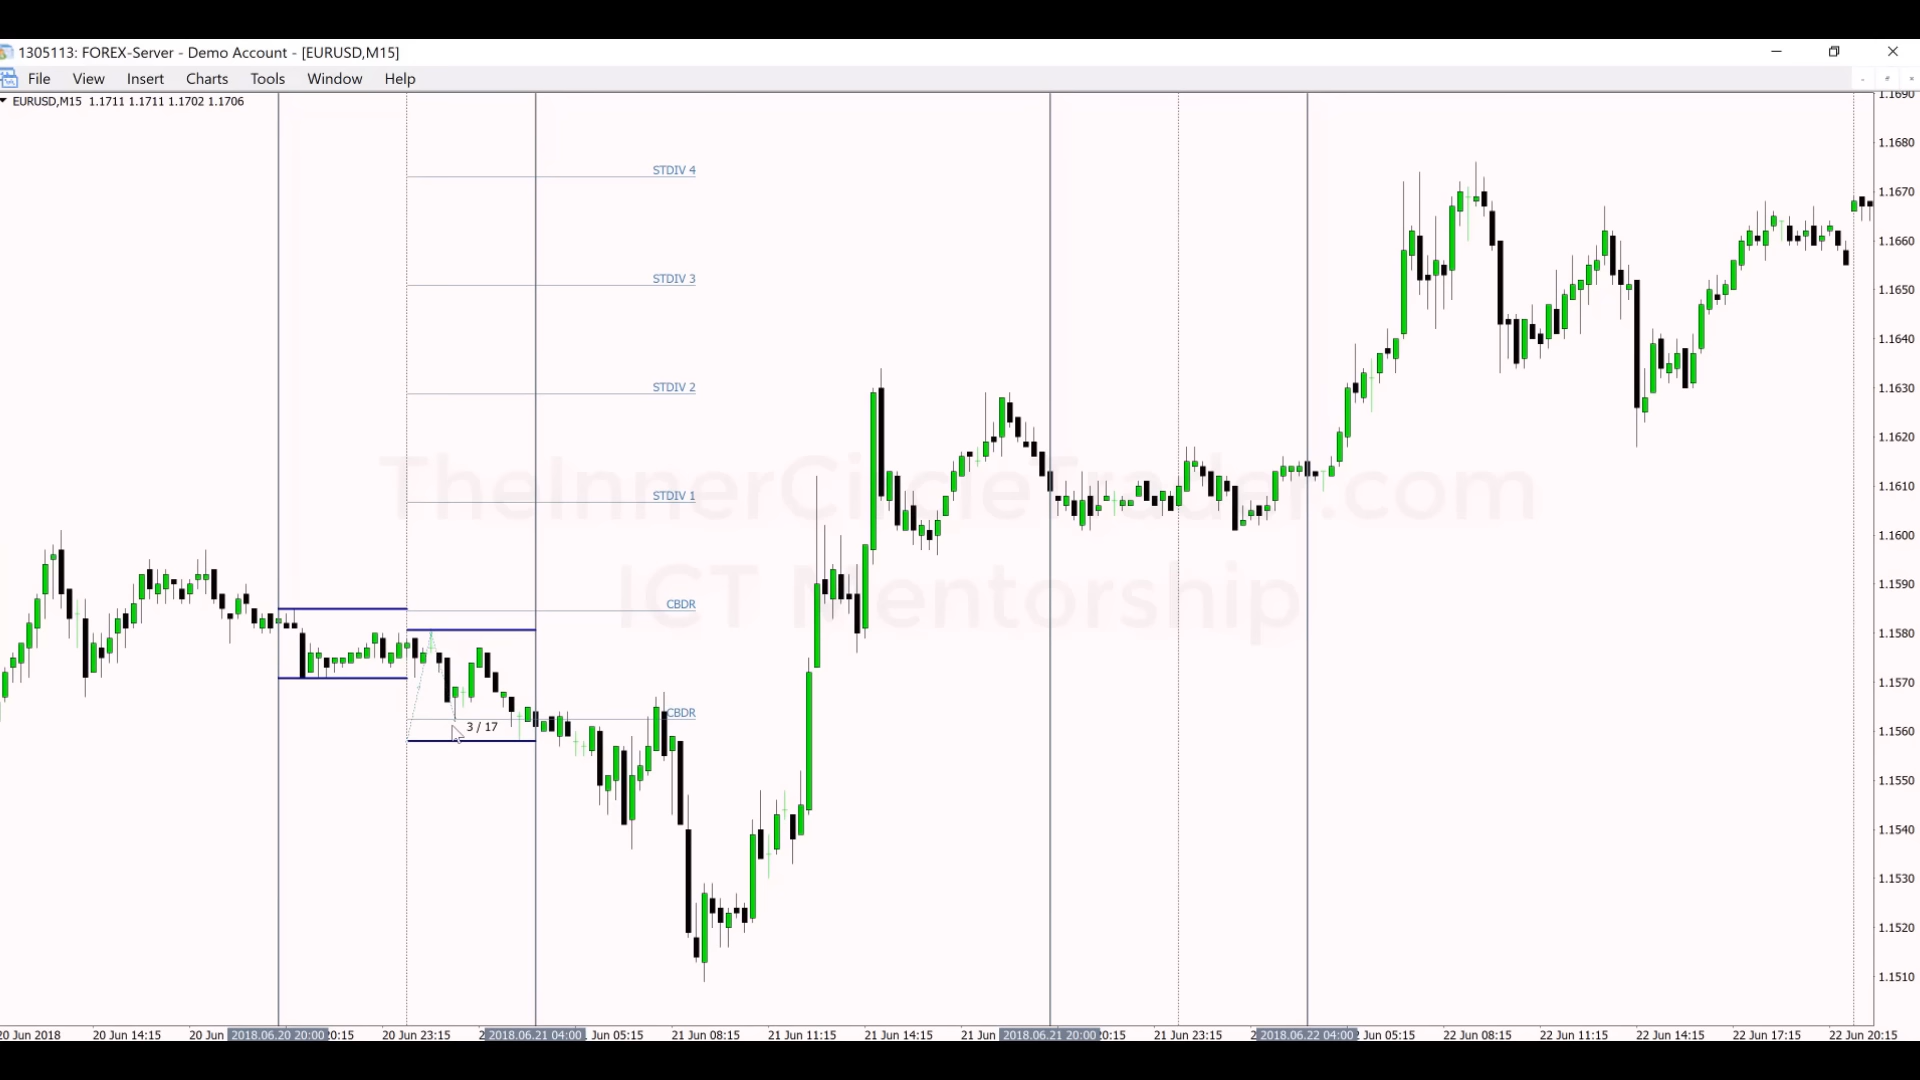 1305113: FOREX-Server - Demo Account - [EURUSD,M15]
File View Insert Charts Tools Window Help
EURUSD,M15 1.1711 1.1711 1.1702 1.1706
1.1690
STDIV 4
1.1680
1.1670
1.1660
STDIV 3
1.1650
1.1640
STDIV 2
1.1630
1.1620
TheInnerCircleTrader.com
STDIV 1
1.1610
1.1600
ICT Mentorship
1.1590
CBDR
1.1580
1.1570
CBDR
3 / 17
1.1560
1.1550
1.1540
1.1530
1.1520
1.1510
20 Jun 2018 20 Jun 14:15 20 Jun 2018.06.20 20:00 20:15 20 Jun 23:15 2 2018.06.21 04:00 Jun 05:15 21 Jun 08:15 21 Jun 11:15 21 Jun 14:15 21 Jun 2018.06.21 20:00 20:15 21 Jun 23:15 2 2018.06.22 04:00 Jun 05:15 22 Jun 08:15 22 Jun 11:15 22 Jun 14:15 22 Jun 17:15 22 Jun 20:15